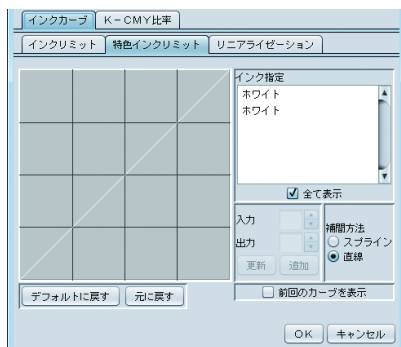 インクカーブ K-CMY比率
インクリミット 特色インクリミット リニアライゼーション
インク指定
ホワイト
ホワイト
全て表示
入力
出力
更新 追加
補間方法
スプライン
直線
デフォルトに戻す 元に戻す
前回のカーブを表示
OK キャンセル